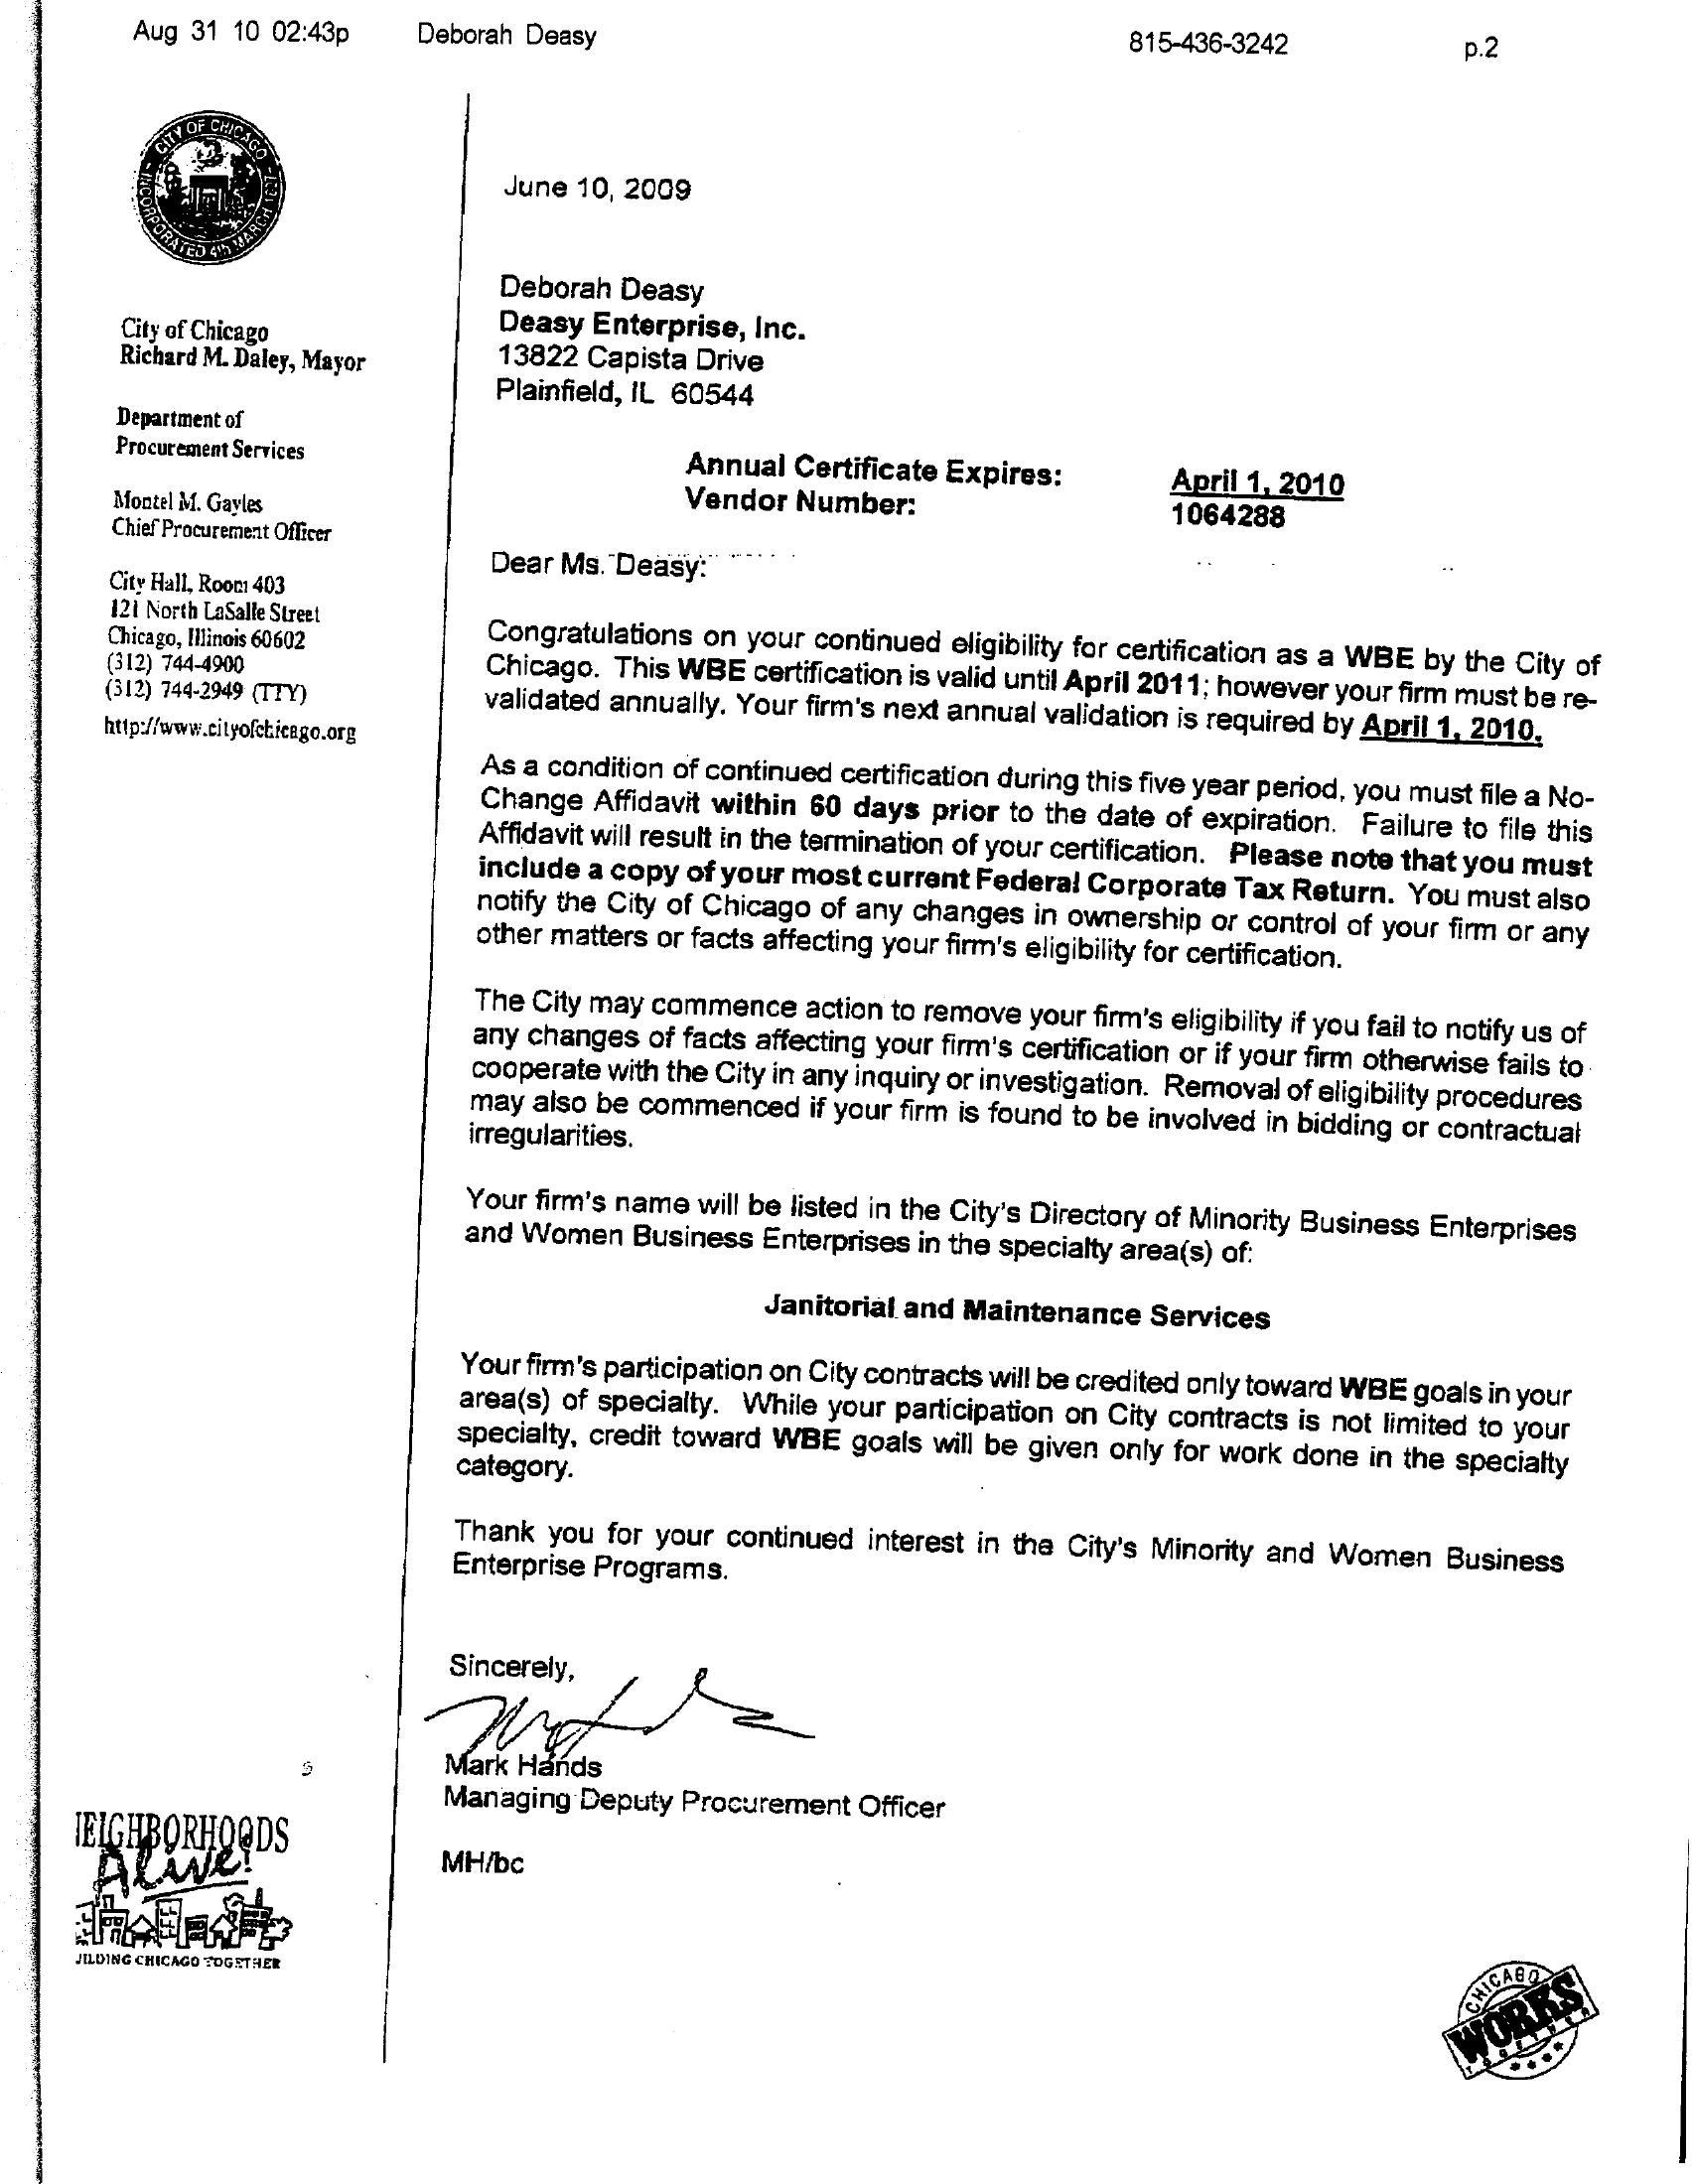 Aug 31 10 02:43p Deborah Deasy 815-436-3242 p.2
CITY OF CHICAGO
INCORPORATED 4th MARCH 1837
City of Chicago
Richard M. Daley, Mayor
Department of
Procurement Services
Montel M. Gayles
Chief Procurement Officer
City Hall, Room 403
121 North LaSalle Street
Chicago, Illinois 60602
(312) 744-4900
(312) 744-2949 (TTY)
http://www.cityofchicago.org
June 10, 2009
Deborah Deasy
Deasy Enterprise, Inc.
13822 Capista Drive
Plainfield, IL 60544
Annual Certificate Expires: April 1, 2010
Vendor Number: 1064288
Dear Ms. Deasy:
Congratulations on your continued eligibility for certification as a WBE by the City of
Chicago. This WBE certification is valid until April 2011; however your firm must be re-
validated annually. Your firm's next annual validation is required by April 1, 2010.
As a condition of continued certification during this five year period, you must file a No-
Change Affidavit within 60 days prior to the date of expiration. Failure to file this
Affidavit will result in the termination of your certification. Please note that you must
include a copy of your most current Federal Corporate Tax Return. You must also
notify the City of Chicago of any changes in ownership or control of your firm or any
other matters or facts affecting your firm's eligibility for certification.
The City may commence action to remove your firm's eligibility if you fail to notify us of
any changes of facts affecting your firm's certification or if your firm otherwise fails to
cooperate with the City in any inquiry or investigation. Removal of eligibility procedures
may also be commenced if your firm is found to be involved in bidding or contractual
irregularities.
Your firm's name will be listed in the City's Directory of Minority Business Enterprises
and Women Business Enterprises in the specialty area(s) of:
Janitorial and Maintenance Services
Your firm's participation on City contracts will be credited only toward WBE goals in your
area(s) of specialty. While your participation on City contracts is not limited to your
specialty, credit toward WBE goals will be given only for work done in the specialty
category.
Thank you for your continued interest in the City's Minority and Women Business
Enterprise Programs.
Sincerely,
Mark Hands
Managing Deputy Procurement Officer
MH/bc
IEIGHBORHOODS
Alive!
JILDING CHICAGO TOGETHER
CHICAGO
WORKS
TOGETHER